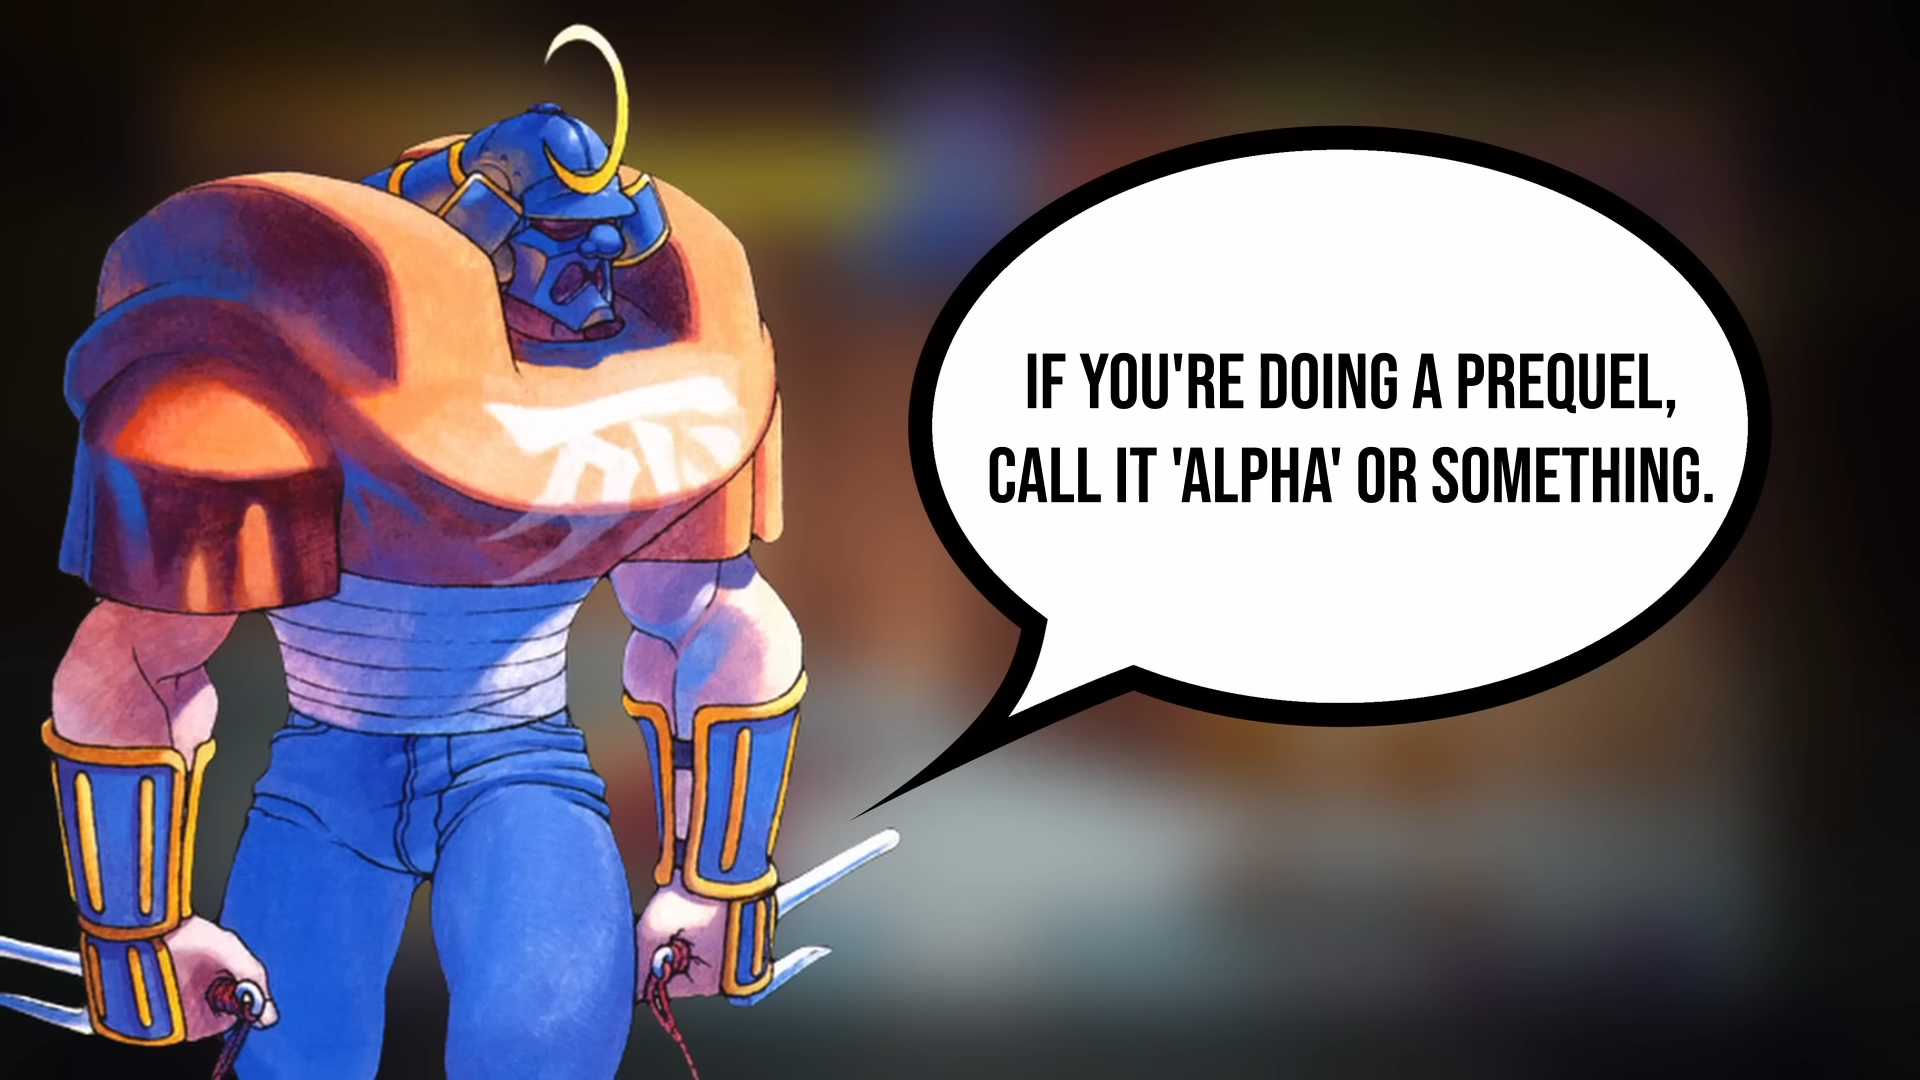 IF YOU'RE DOING A PREQUEL,
CALL IT 'ALPHA' OR SOMETHING.